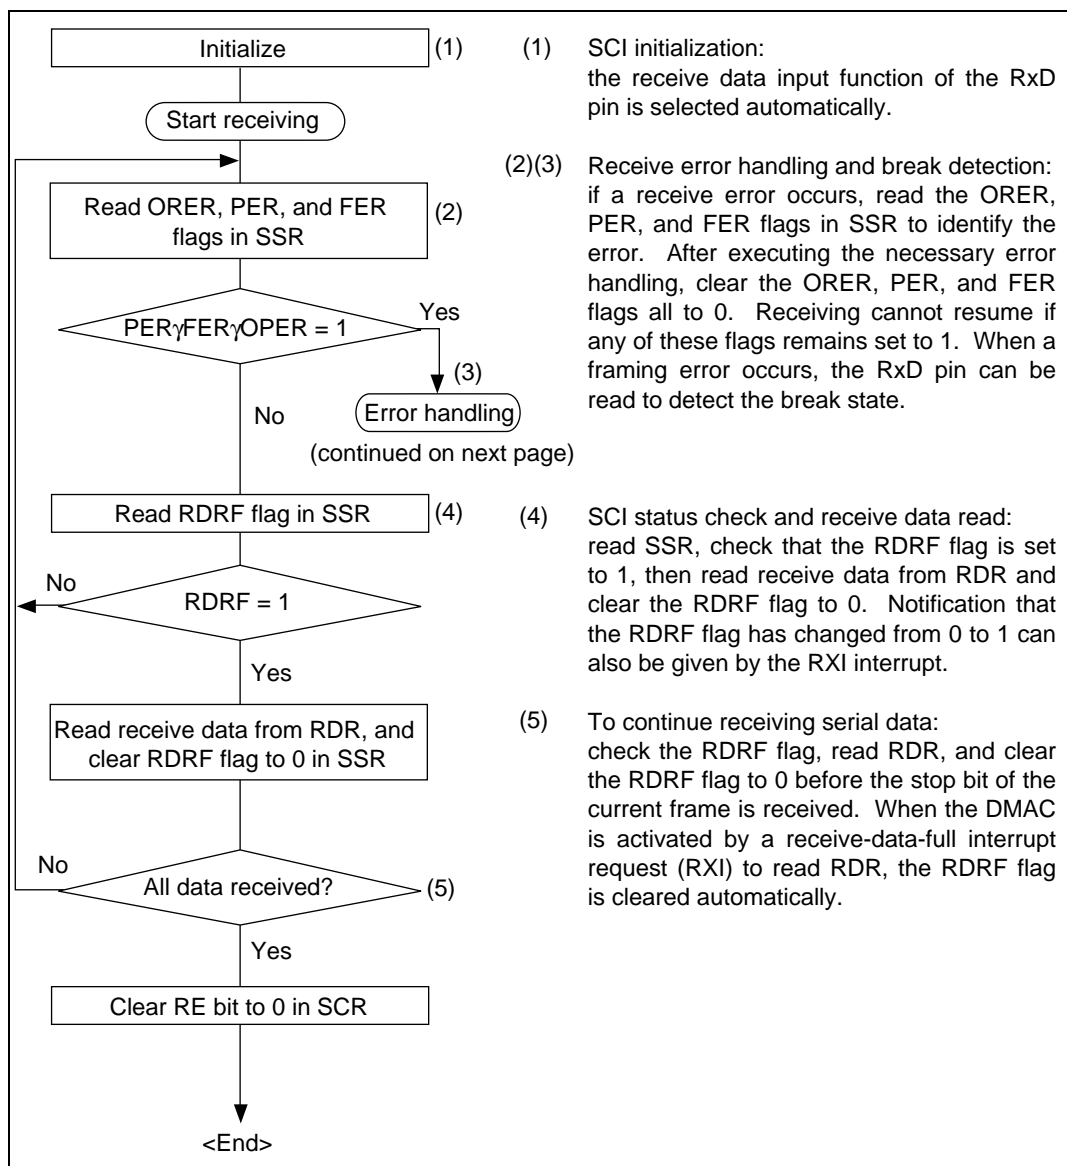 Initialize
(1)
Start receiving
Read ORER, PER, and FER
flags in SSR
(2)
PERγFERγOPER = 1
Yes
(3)
Error handling
(continued on next page)
No
Read RDRF flag in SSR
(4)
No
RDRF = 1
Yes
Read receive data from RDR, and
clear RDRF flag to 0 in SSR
No
All data received?
(5)
Yes
Clear RE bit to 0 in SCR
<End>
(1) SCI initialization:
the receive data input function of the RxD
pin is selected automatically.
(2)(3) Receive error handling and break detection:
if a receive error occurs, read the ORER,
PER, and FER flags in SSR to identify the
error. After executing the necessary error
handling, clear the ORER, PER, and FER
flags all to 0. Receiving cannot resume if
any of these flags remains set to 1. When a
framing error occurs, the RxD pin can be
read to detect the break state.
(4) SCI status check and receive data read:
read SSR, check that the RDRF flag is set
to 1, then read receive data from RDR and
clear the RDRF flag to 0. Notification that
the RDRF flag has changed from 0 to 1 can
also be given by the RXI interrupt.
(5) To continue receiving serial data:
check the RDRF flag, read RDR, and clear
the RDRF flag to 0 before the stop bit of the
current frame is received. When the DMAC
is activated by a receive-data-full interrupt
request (RXI) to read RDR, the RDRF flag
is cleared automatically.